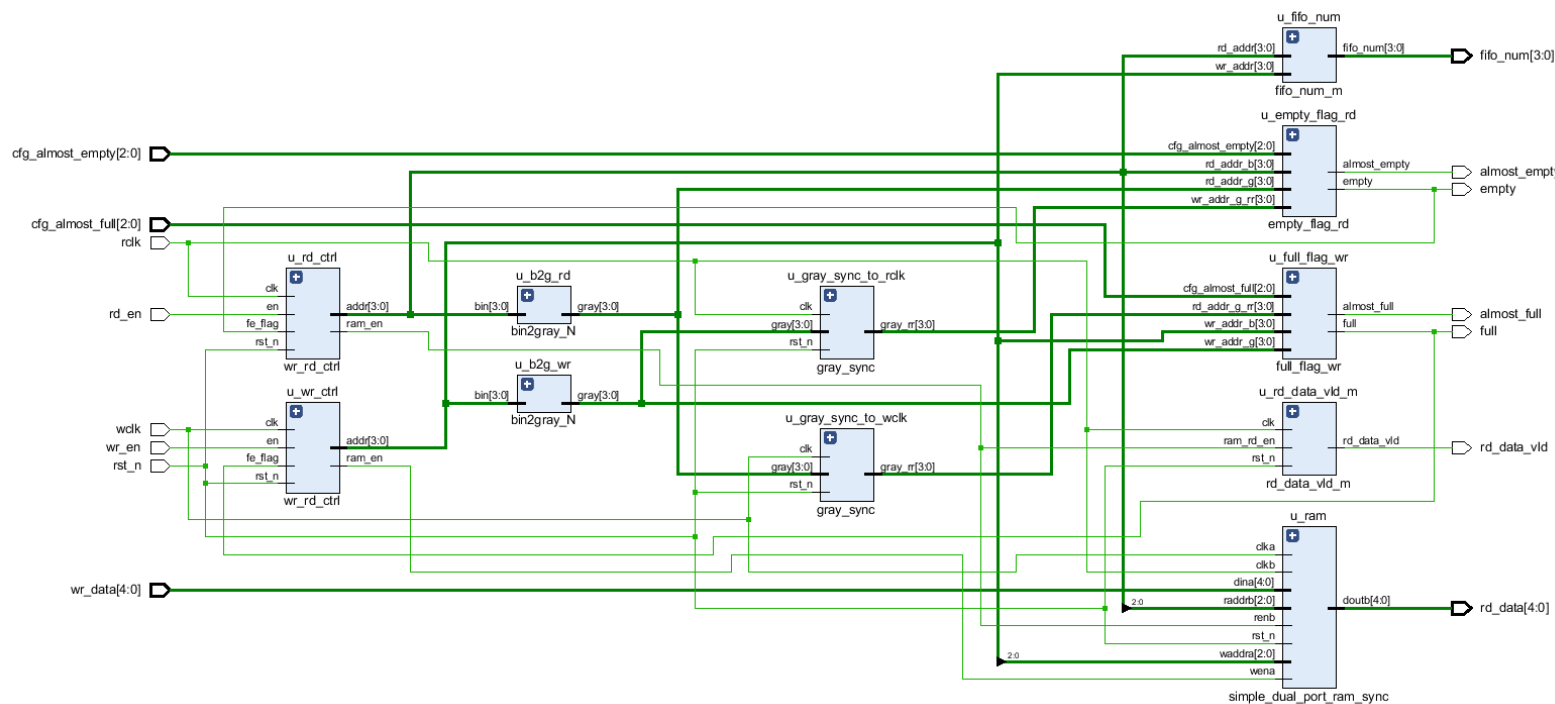 u_fifo_num
rd_addr[3:0]
wr_addr[3:0]
fifo_num[3:0]
fifo_num_m
fifo_num[3:0]
u_empty_flag_rd
cfg_almost_empty[2:0]
cfg_almost_empty[2:0]
rd_addr_b[3:0]
rd_addr_g[3:0]
wr_addr_g_rr[3:0]
almost_empty
empty
empty_flag_rd
almost_empty
empty
cfg_almost_full[2:0]
rclk
rd_en
u_rd_ctrl
clk
en
fe_flag
rst_n
addr[3:0]
ram_en
wr_rd_ctrl
u_b2g_rd
bin[3:0]
gray[3:0]
bin2gray_N
u_gray_sync_to_rclk
clk
gray[3:0]
rst_n
gray_rr[3:0]
gray_sync
u_full_flag_wr
cfg_almost_full[2:0]
rd_addr_g_rr[3:0]
wr_addr_b[3:0]
wr_addr_g[3:0]
almost_full
full
full_flag_wr
almost_full
full
wclk
wr_en
rst_n
u_wr_ctrl
clk
en
fe_flag
rst_n
addr[3:0]
ram_en
wr_rd_ctrl
u_b2g_wr
bin[3:0]
gray[3:0]
bin2gray_N
u_gray_sync_to_wclk
clk
gray[3:0]
rst_n
gray_rr[3:0]
gray_sync
u_rd_data_vld_m
clk
ram_rd_en
rst_n
rd_data_vld
rd_data_vld_m
rd_data_vld
wr_data[4:0]
u_ram
clka
clkb
dina[4:0]
2:0
raddrb[2:0]
renb
rst_n
2:0
waddra[2:0]
wena
doutb[4:0]
simple_dual_port_ram_sync
rd_data[4:0]